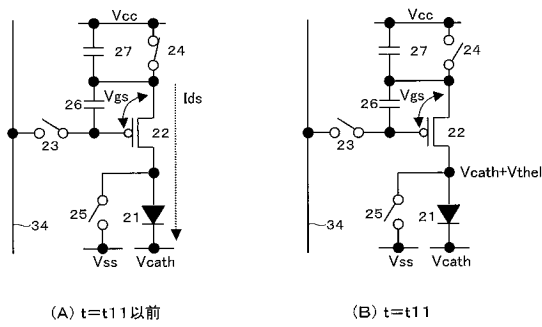 Vcc
27
24
26
Vgs
Ids
22
23
25
21
34
Vss
Vcath
(A) t=t11以前
Vcc
27
24
26
Vgs
22
23
Vcath+Vthel
25
21
34
Vss
Vcath
(B) t=t11